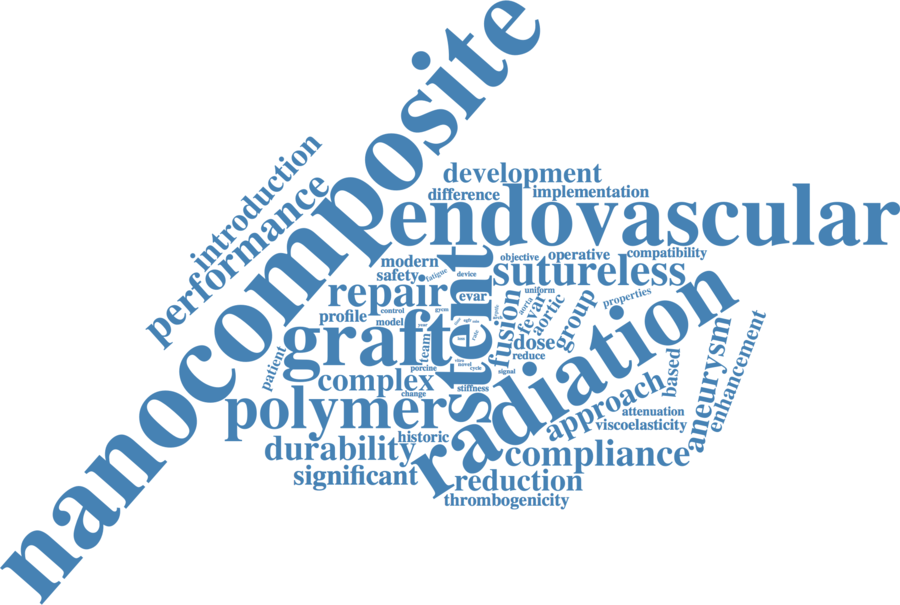 nanocomposite
introduction
performance
development
difference
implementation
endovascular
modern
safety
fatigue
device
objective
operative
compatibility
stent
sutureless
repair
evar
uniform
properties
profile
control
gyroscope
model
graft
team
fusion
aorta
fevar
aortic
group
dose
reduce
radiation
patient
complex
change
porcine
novel
cycle
signal
stiffness
polymer
historic
durability
significant
approach
based
aneurysm
enhancement
attenuation
viscoelasticity
compliance
reduction
thrombogenicity